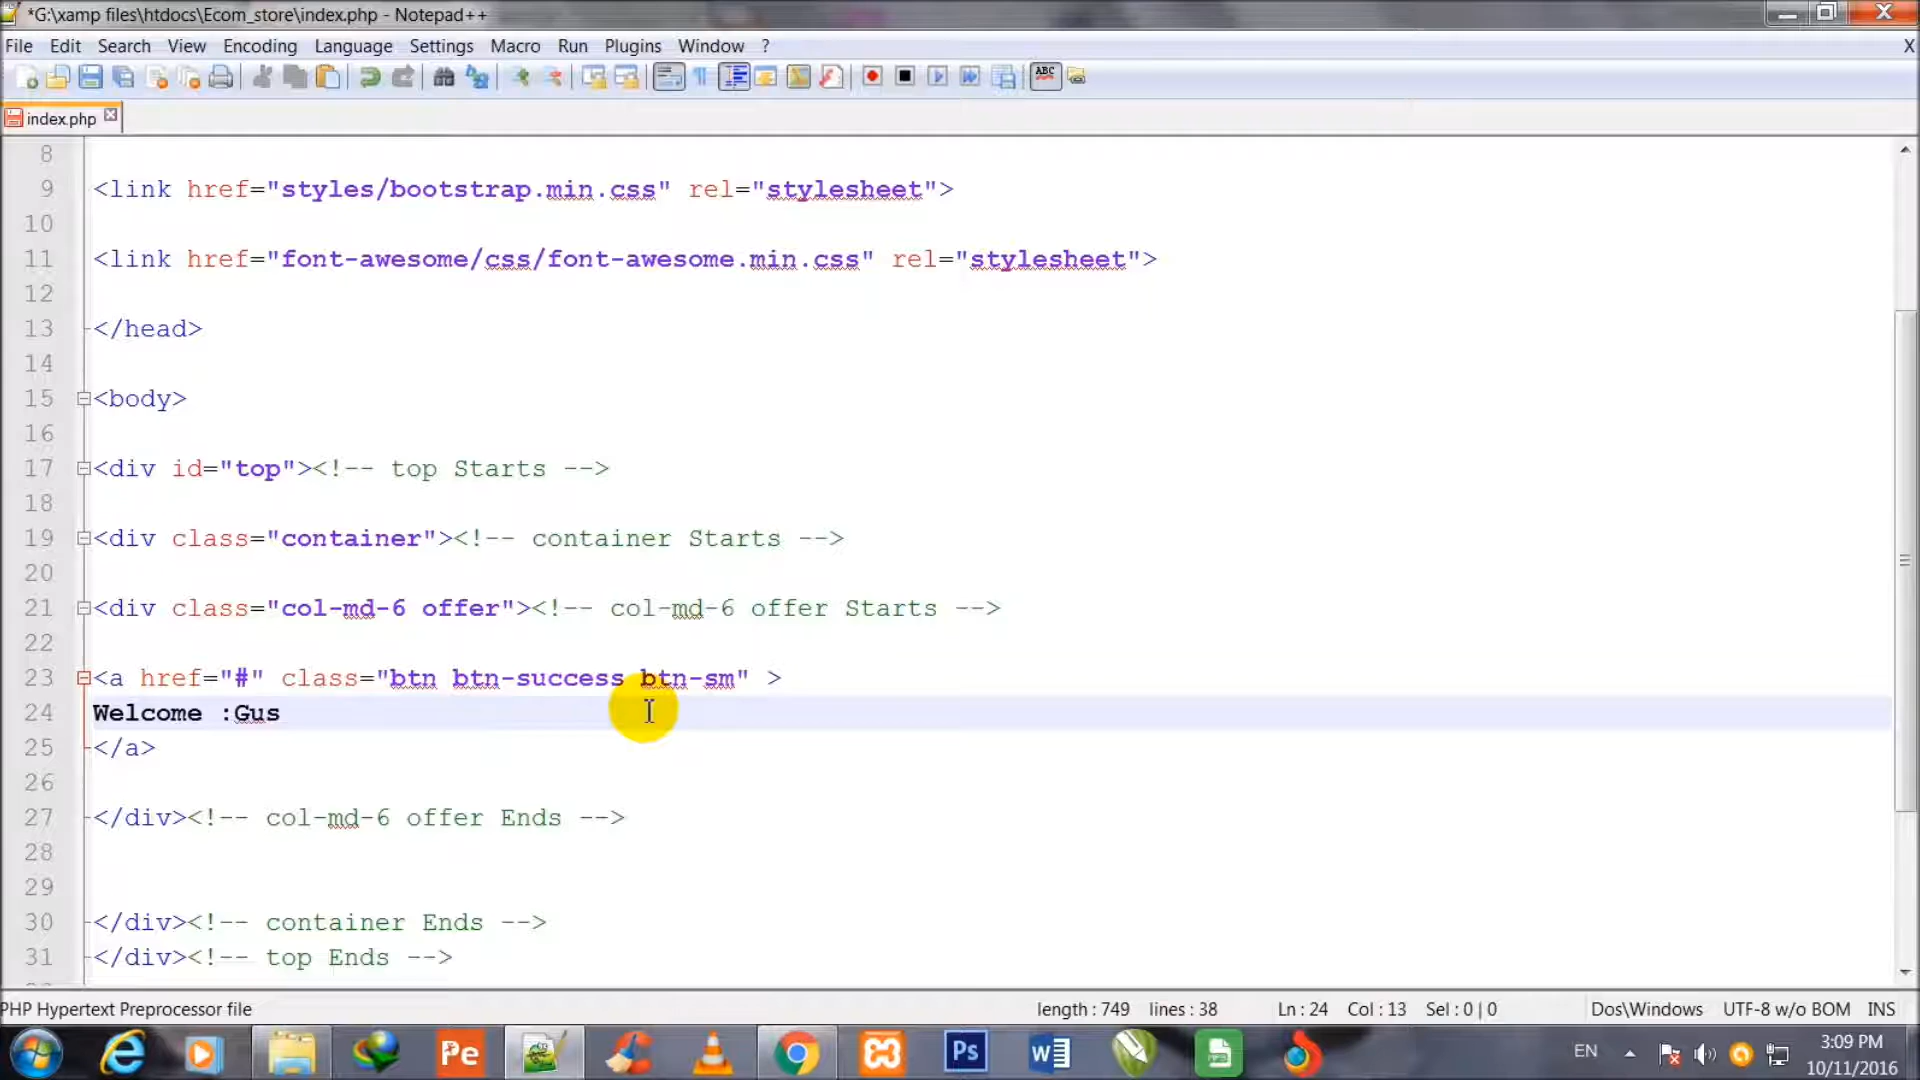 *G:\xamp files\htdocs\Ecom_store\index.php - Notepad++
File Edit Search View Encoding Language Settings Macro Run Plugins Window ? X
ABC
index.php
8
9 <link href="styles/bootstrap.min.css" rel="stylesheet">
10
11 <link href="font-awesome/css/font-awesome.min.css" rel="stylesheet">
12
13 </head>
14
15 <body>
16
17 <div id="top"><!-- top Starts -->
18
19 <div class="container"><!-- container Starts -->
20
21 <div class="col-md-6 offer"><!-- col-md-6 offer Starts -->
22
23 <a href="#" class="btn btn-success btn-sm" >
24 Welcome :Gus
25 </a>
26
27 </div><!-- col-md-6 offer Ends -->
28
29
30 </div><!-- container Ends -->
31 </div><!-- top Ends -->
PHP Hypertext Preprocessor file length : 749 lines : 38 Ln : 24 Col : 13 Sel : 0 | 0 Dos\Windows UTF-8 w/o BOM INS
Pe Ps W EN 3:09 PM
10/11/2016